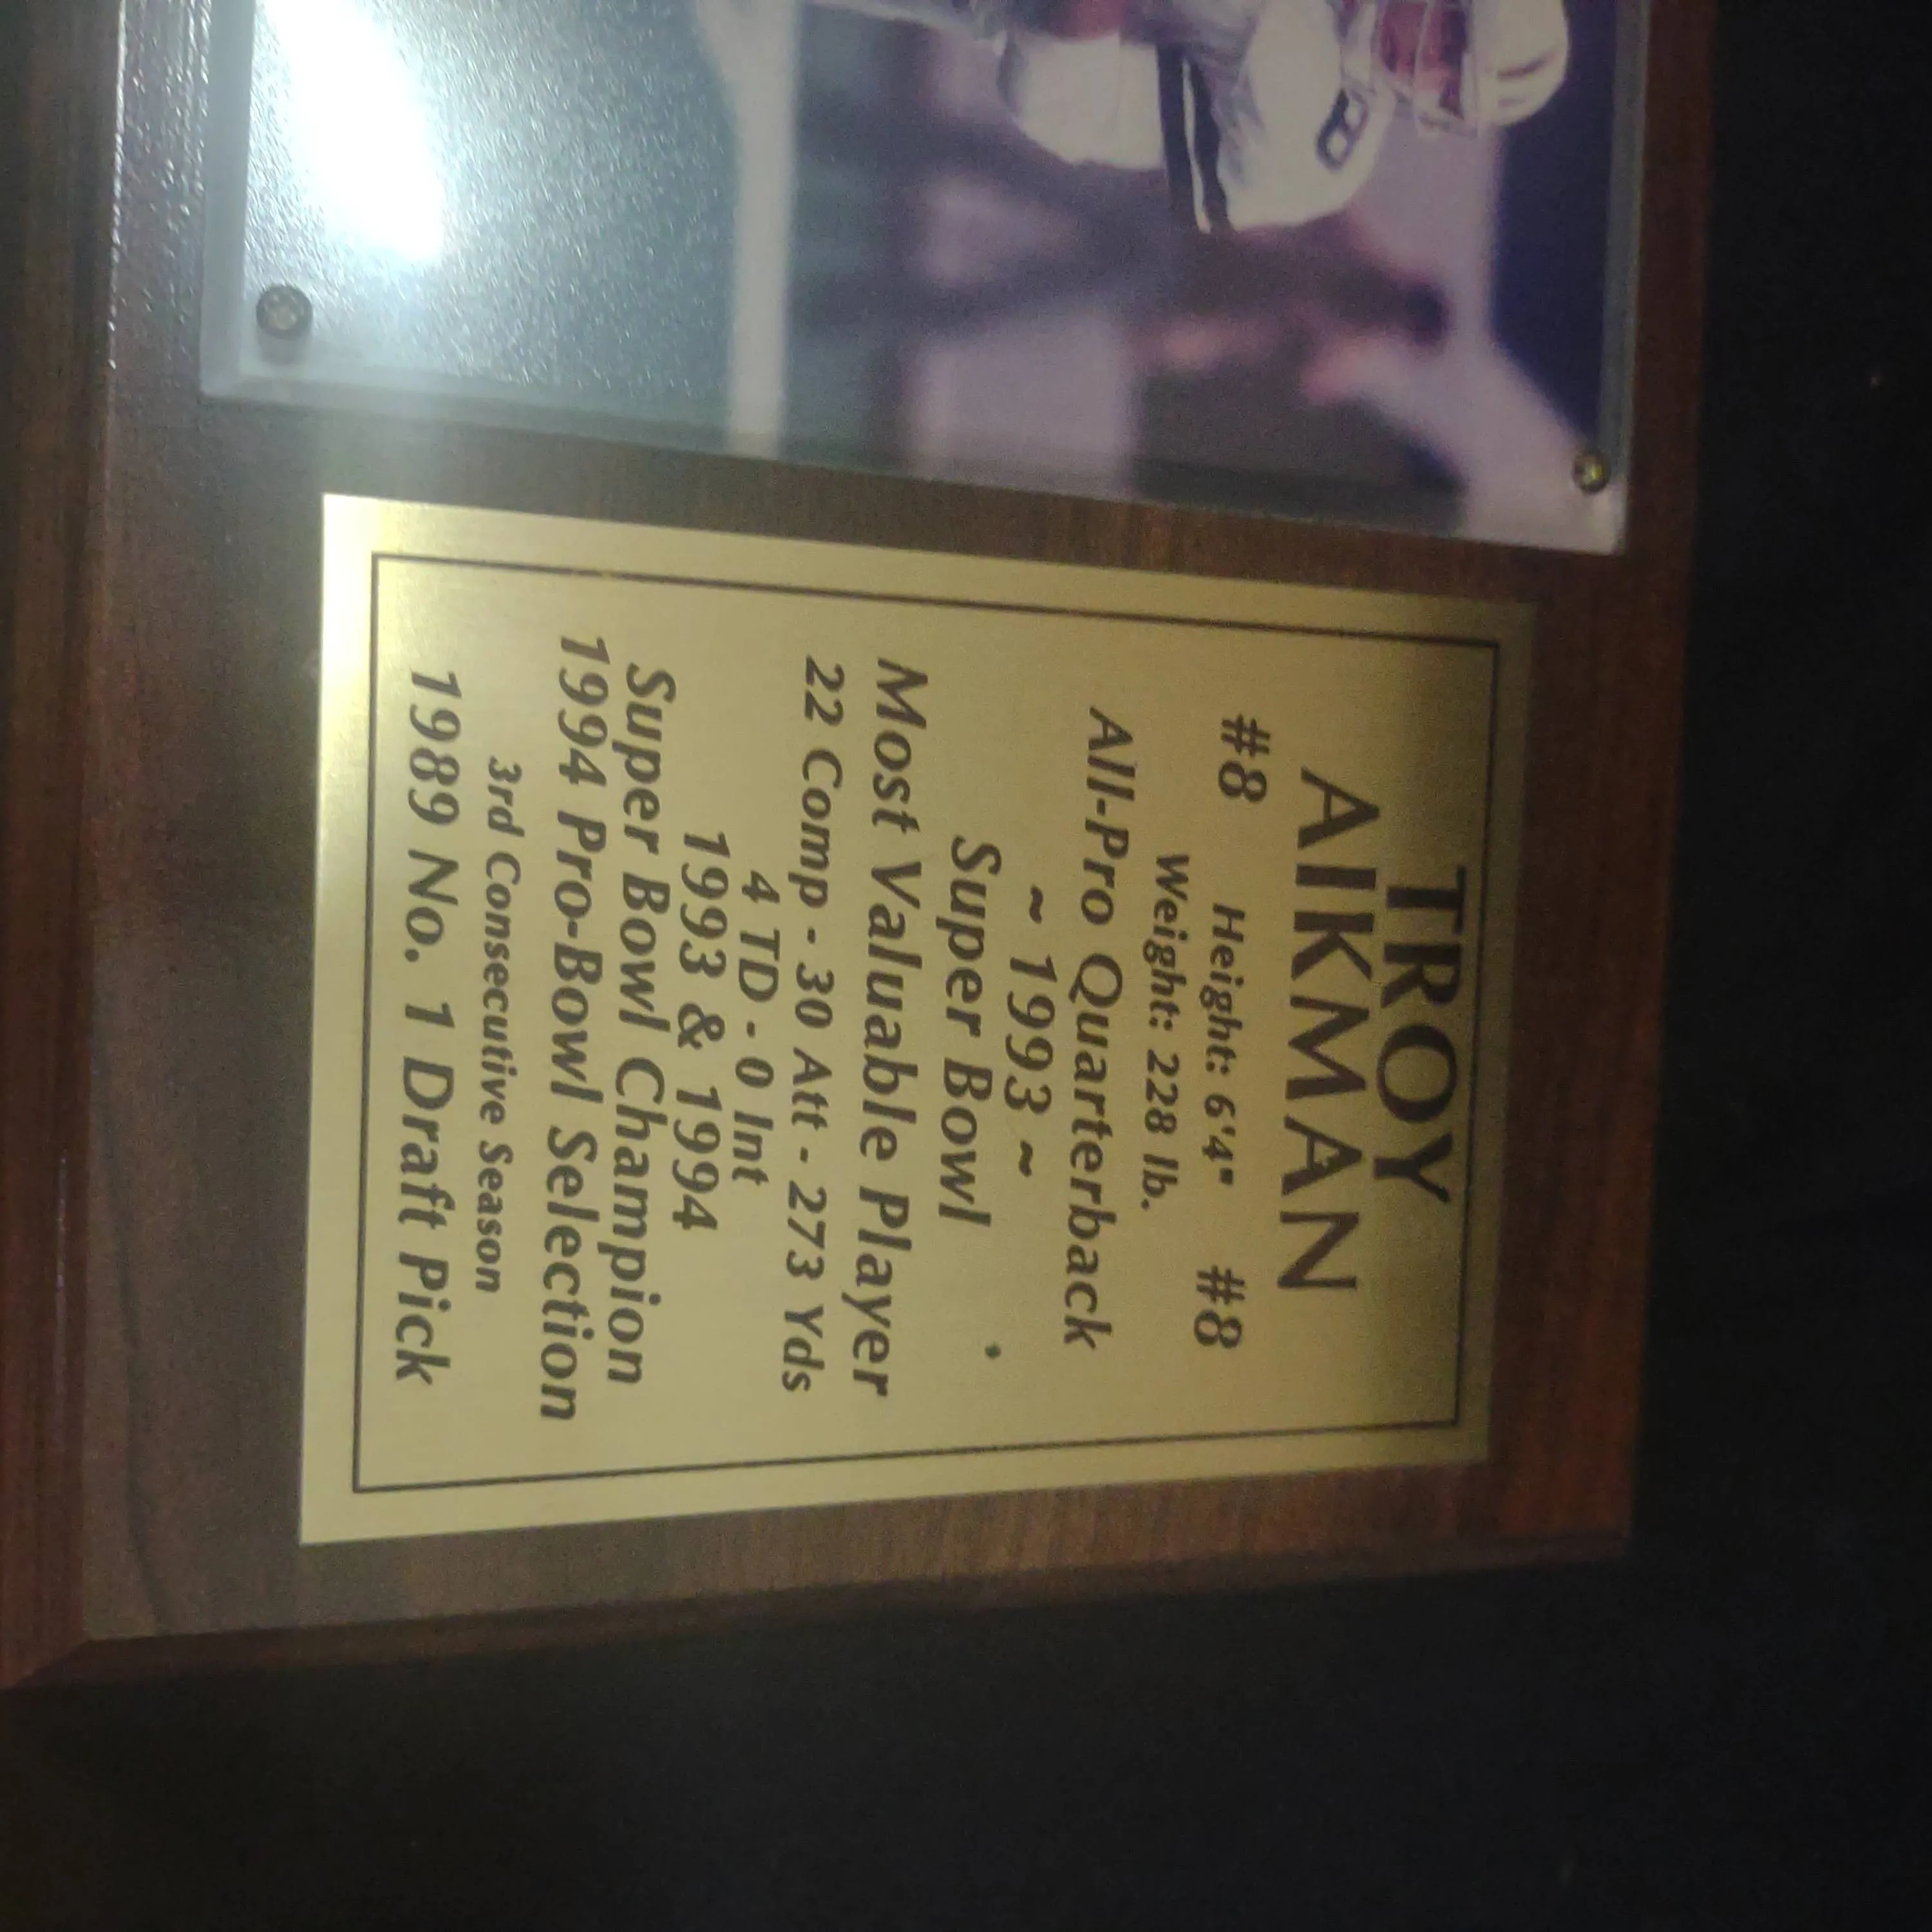 8
TROY
AIKMAN
#8 Height: 6'4" #8
Weight: 228 lb.
All-Pro Quarterback
~ 1993 ~
Super Bowl
Most Valuable Player
22 Comp - 30 Att - 273 Yds
4 TD - 0 Int
1993 & 1994
Super Bowl Champion
1994 Pro-Bowl Selection
3rd Consecutive Season
1989 No. 1 Draft Pick